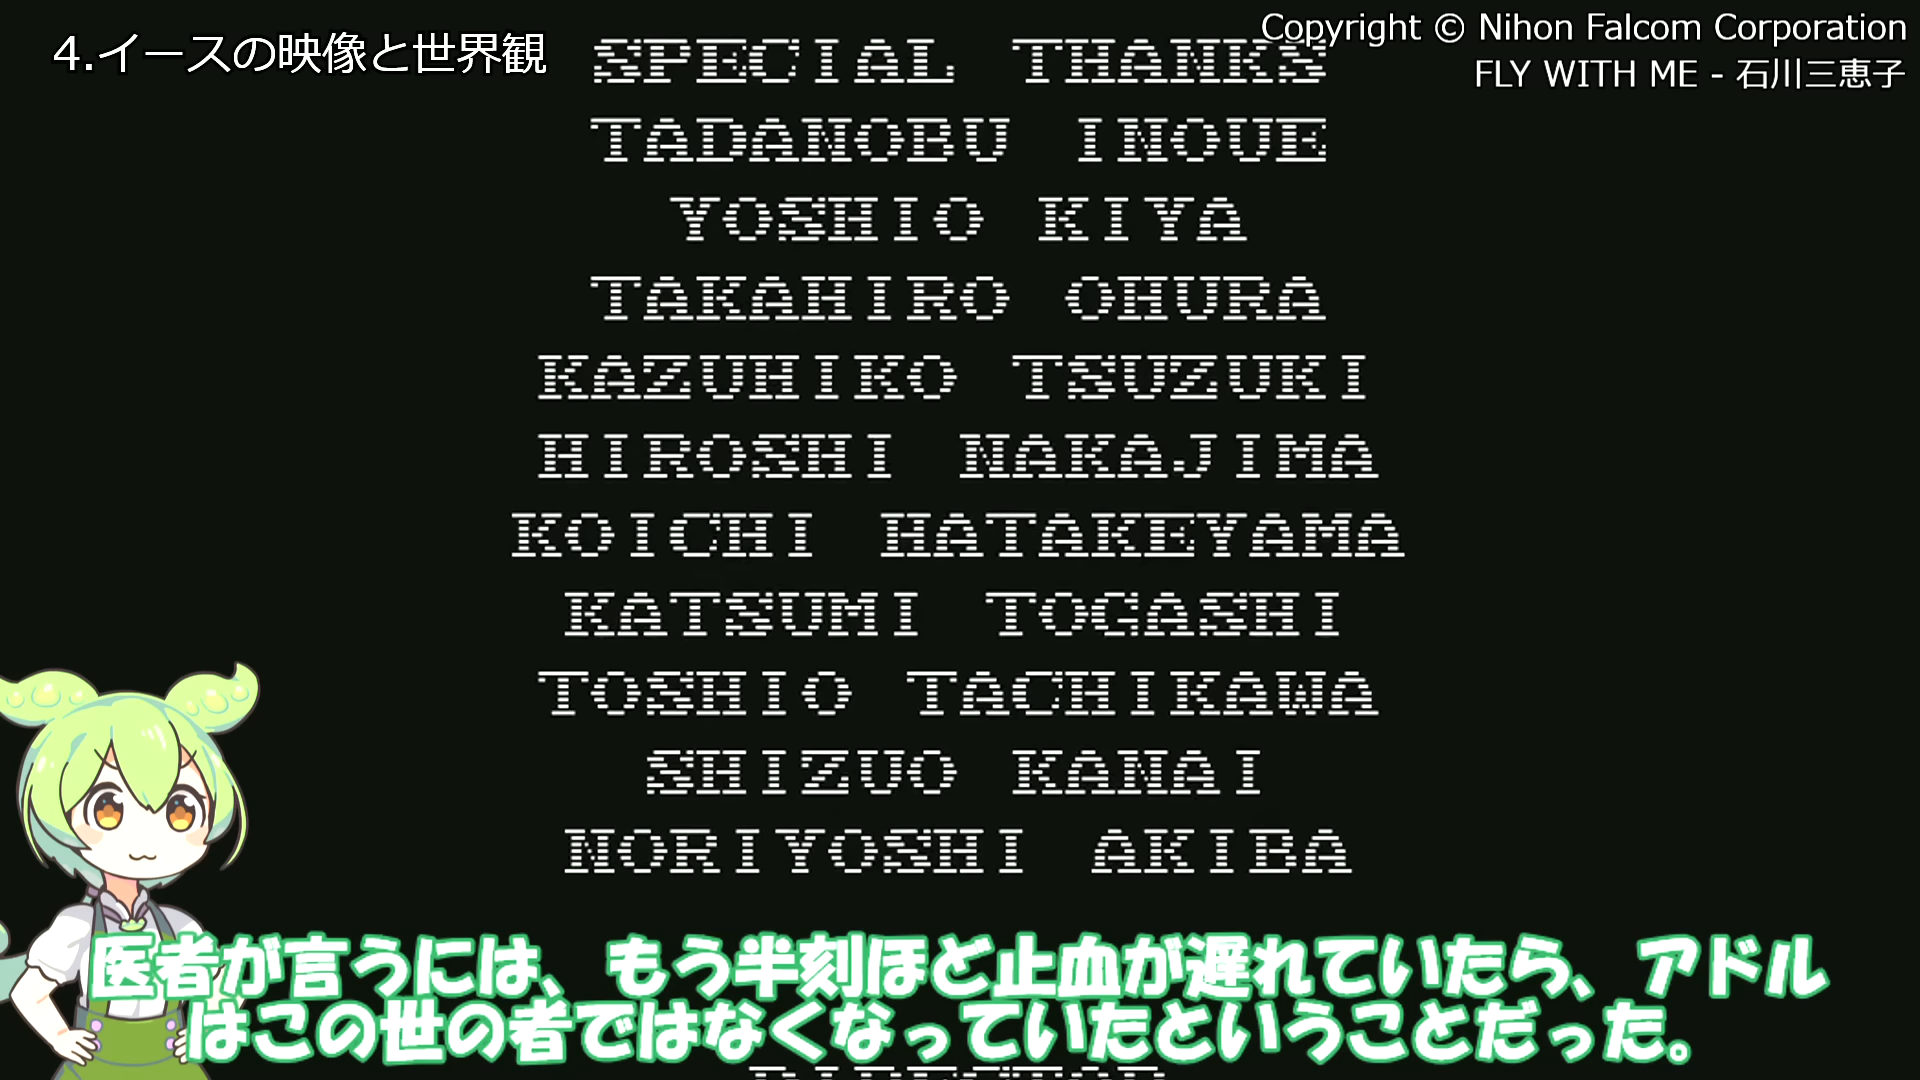 4.イースの映像と世界観
Copyright © Nihon Falcom Corporation
FLY WITH ME - 石川三恵子
SPECIAL THANKS
TADANOBU INOUE
YOSHIO KIYA
TAKAHIRO OHURA
KAZUHIKO TSUZUKI
HIROSHI NAKAJIMA
KOICHI HATAKEYAMA
KATSUMI TOGASHI
TOSHIO TACHIKAWA
SHIZUO KANAI
NORIYOSHI AKIBA
医者が言うには、もう半刻ほど止血が遅れていたら、アドル
はこの世の者ではなくなっていたということだった。